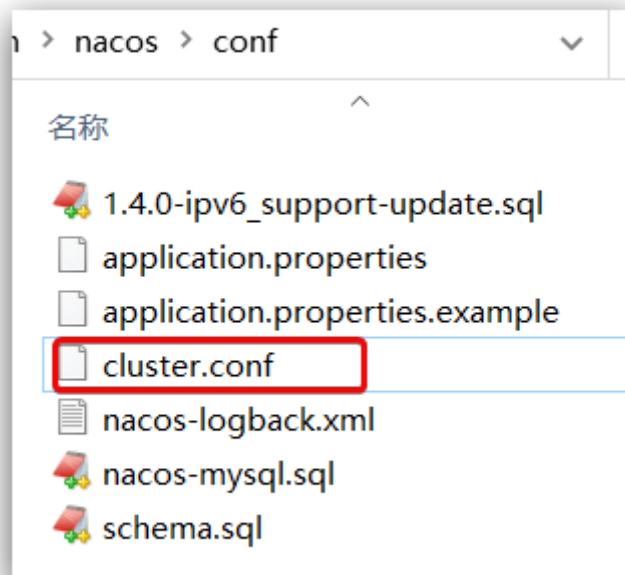 nacos > conf
名称
1.4.0-ipv6_support-update.sql
application.properties
application.properties.example
cluster.conf
nacos-logback.xml
nacos-mysql.sql
schema.sql